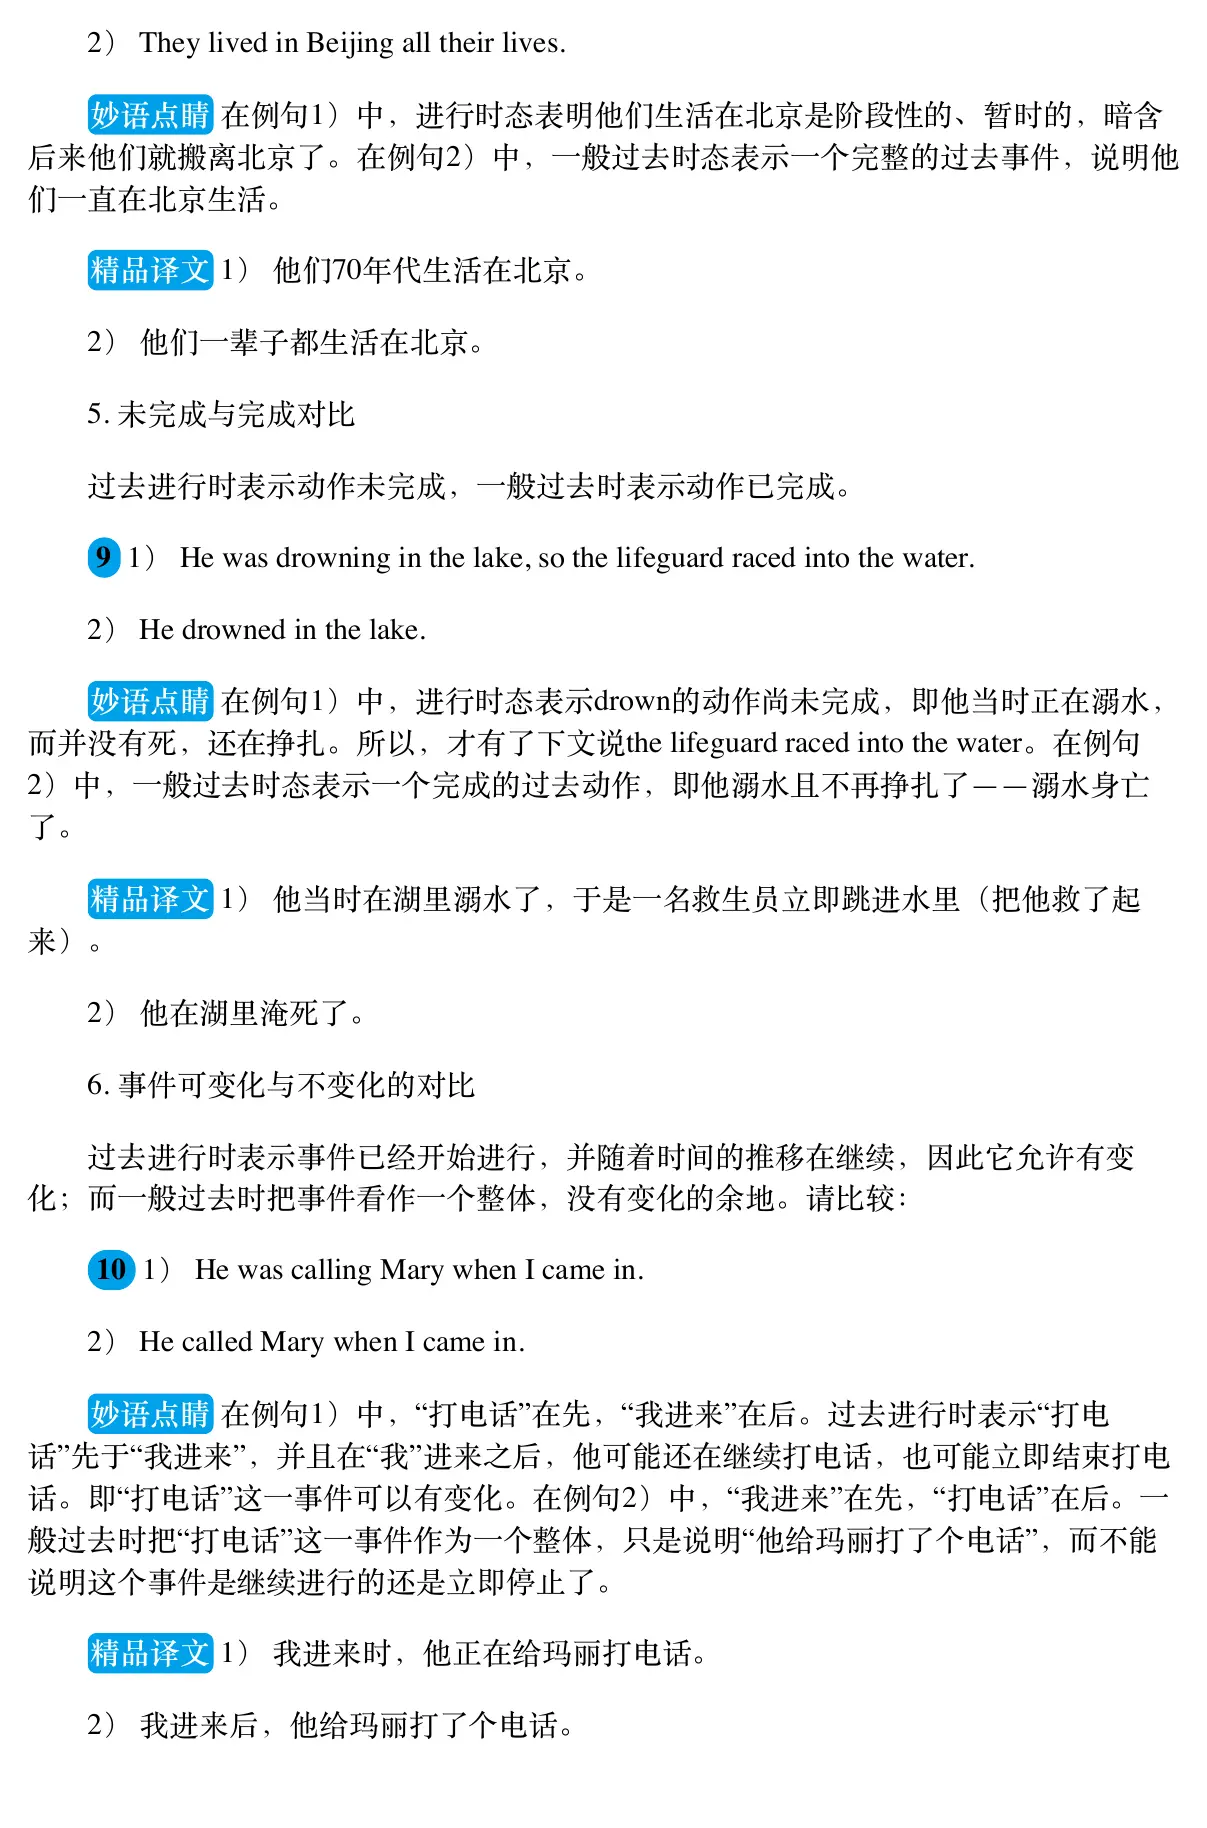 2） They lived in Beijing all their lives.
妙语点睛 在例句1）中，进行时态表明他们生活在北京是阶段性的、暂时的，暗含
后来他们就搬离北京了。在例句2）中，一般过去时态表示一个完整的过去事件，说明他
们一直在北京生活。
精品译文 1） 他们70年代生活在北京。
2） 他们一辈子都生活在北京。
5. 未完成与完成对比
过去进行时表示动作未完成，一般过去时表示动作已完成。
9 1） He was drowning in the lake, so the lifeguard raced into the water.
2） He drowned in the lake.
妙语点睛 在例句1）中，进行时态表示drown的动作尚未完成，即他当时正在溺水，
而并没有死，还在挣扎。所以，才有了下文说the lifeguard raced into the water。在例句
2）中，一般过去时态表示一个完成的过去动作，即他溺水且不再挣扎了——溺水身亡
了。
精品译文 1） 他当时在湖里溺水了，于是一名救生员立即跳进水里（把他救了起
来）。
2） 他在湖里淹死了。
6. 事件可变化与不变化的对比
过去进行时表示事件已经开始进行，并随着时间的推移在继续，因此它允许有变
化；而一般过去时把事件看作一个整体，没有变化的余地。请比较：
10 1） He was calling Mary when I came in.
2） He called Mary when I came in.
妙语点睛 在例句1）中，“打电话”在先，“我进来”在后。过去进行时表示“打电
话”先于“我进来”，并且在“我”进来之后，他可能还在继续打电话，也可能立即结束打电
话。即“打电话”这一事件可以有变化。在例句2）中，“我进来”在先，“打电话”在后。一
般过去时把“打电话”这一事件作为一个整体，只是说明“他给玛丽打了个电话”，而不能
说明这个事件是继续进行的还是立即停止了。
精品译文 1） 我进来时，他正在给玛丽打电话。
2） 我进来后，他给玛丽打了个电话。